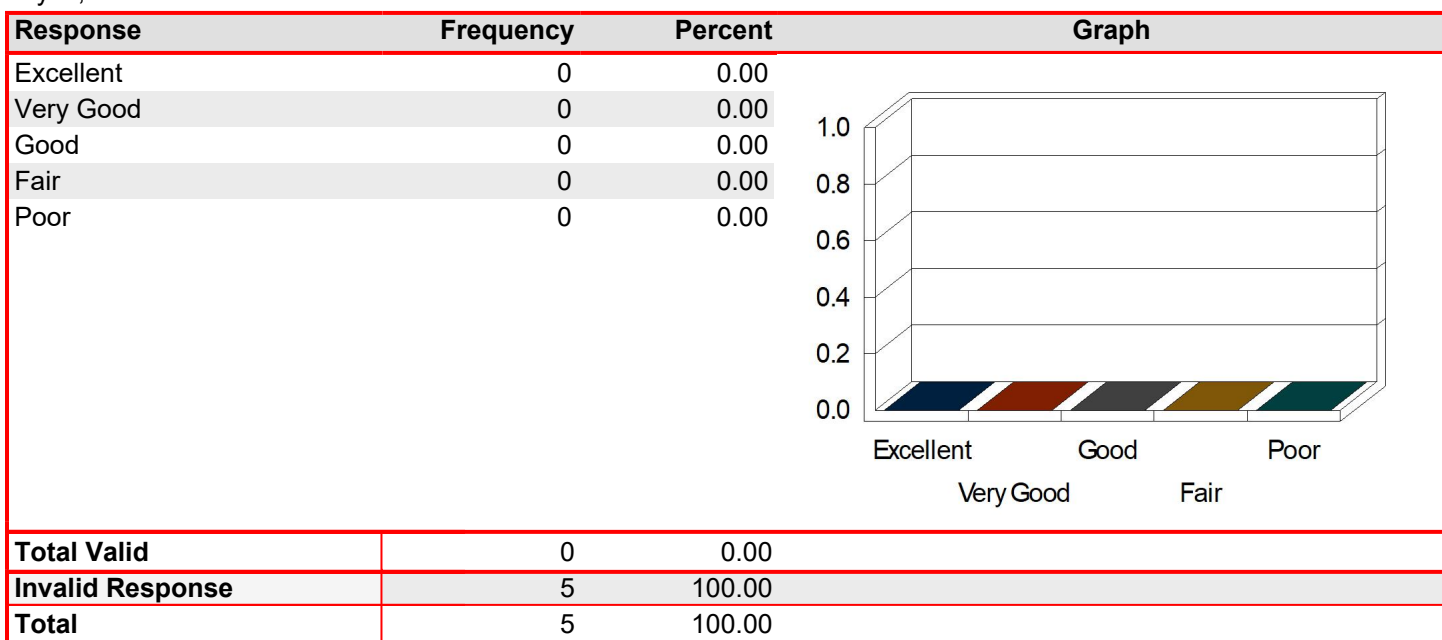 Response Frequency Percent Graph
Excellent 0 0.00
Very Good 0 0.00
Good 0 0.00
Fair 0 0.00
Poor 0 0.00
1.0
0.8
0.6
0.4
0.2
0.0
Excellent Good Poor
Very Good Fair
Total Valid 0 0.00
Invalid Response 5 100.00
Total 5 100.00